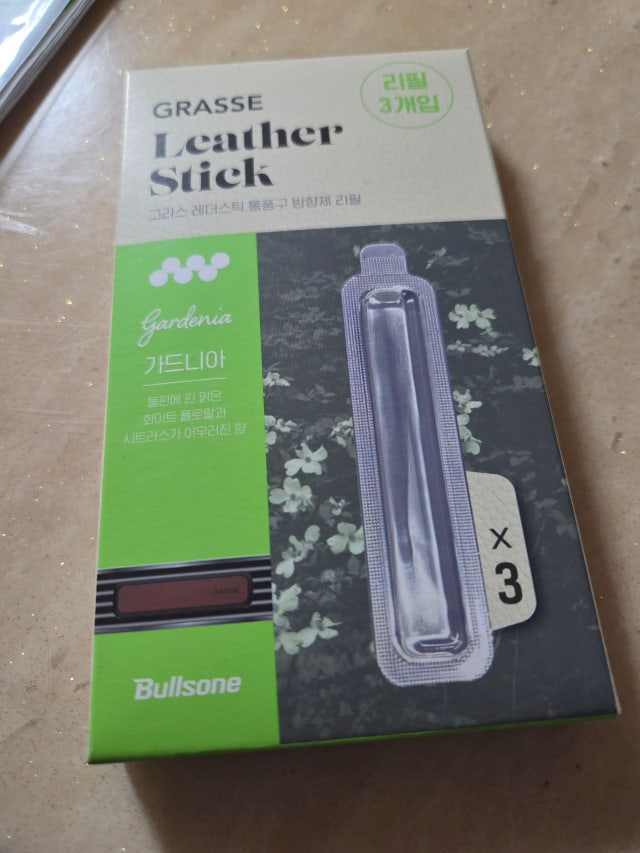 GRASSE
리필
3개입
Leather
Stick
그라스 레더스틱 통풍구 방향제 리필
Gardenia
가드니아
들판에 핀 맑은
화이트 플로랄과
시트러스가 어우러진 향
x
3
GRASSE
Bullsone